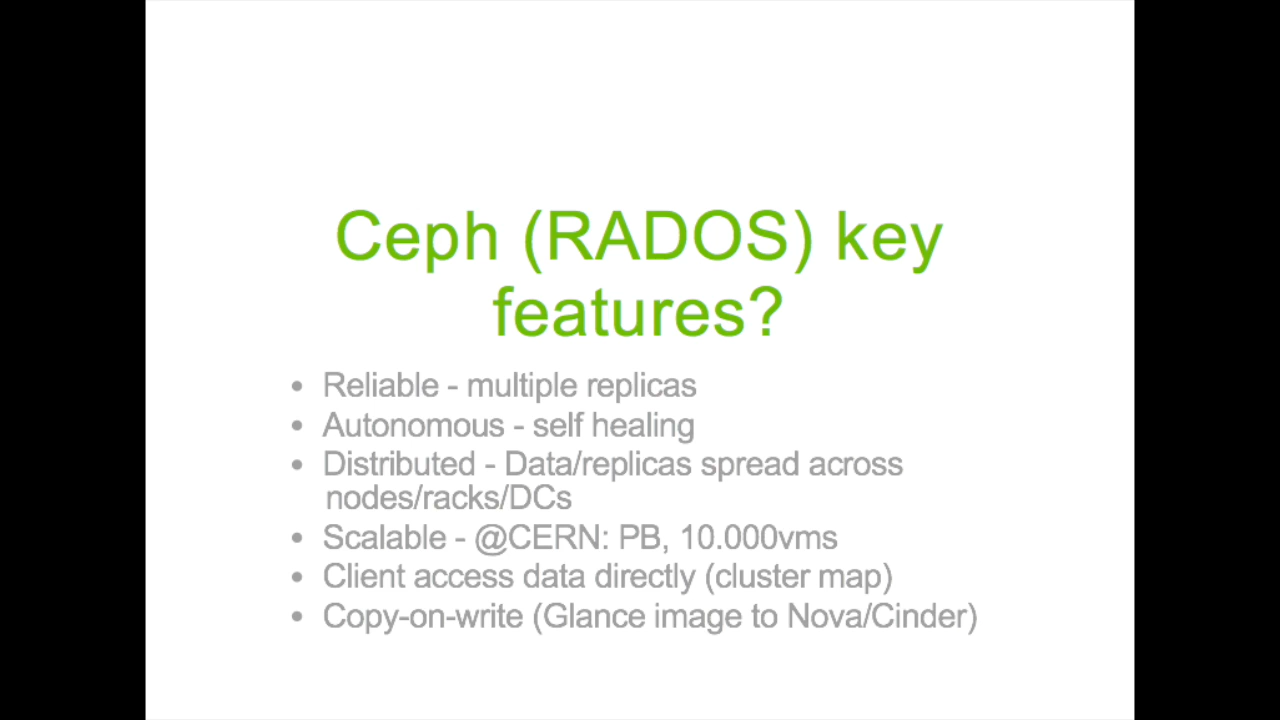 Ceph (RADOS) key
features?
• Reliable - multiple replicas
• Autonomous - self healing
• Distributed - Data/replicas spread across
nodes/racks/DCs
• Scalable - @CERN: PB, 10.000vms
• Client access data directly (cluster map)
• Copy-on-write (Glance image to Nova/Cinder)